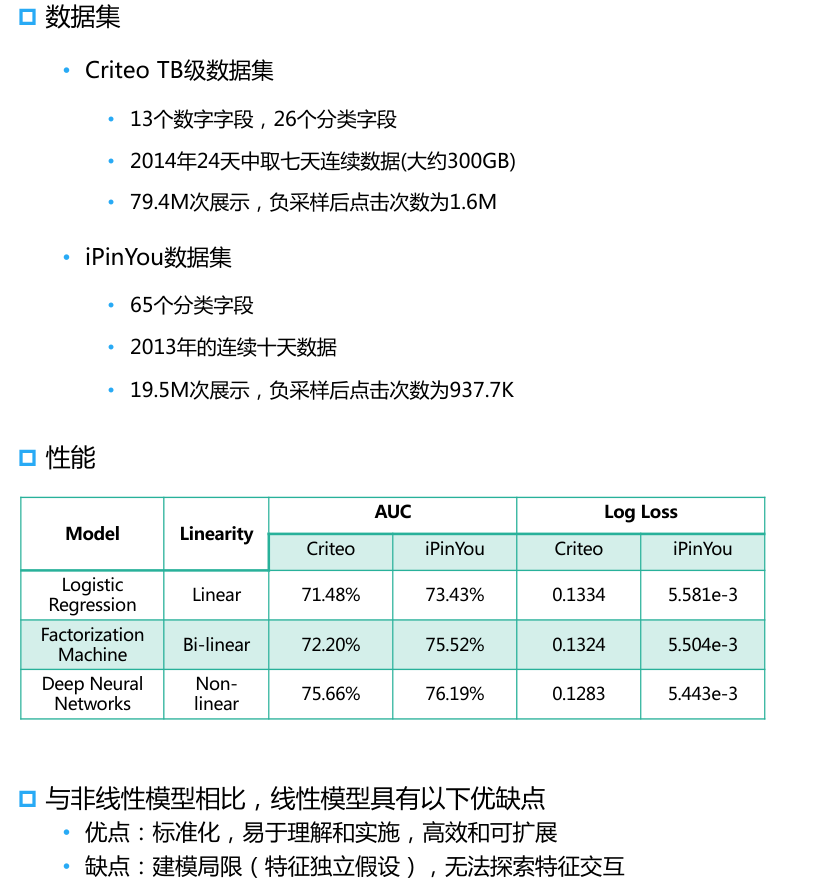 数据集
Criteo TB级数据集
13个数字字段，26个分类字段
2014年24天中取七天连续数据(大约300GB)
79.4M次展示，负采样后点击次数为1.6M
iPinYou数据集
65个分类字段
2013年的连续十天数据
19.5M次展示，负采样后点击次数为937.7K
性能
Model Linearity AUC Log Loss
Criteo iPinYou Criteo iPinYou
Logistic Regression Linear 71.48% 73.43% 0.1334 5.581e-3
Factorization Machine Bi-linear 72.20% 75.52% 0.1324 5.504e-3
Deep Neural Networks Non-linear 75.66% 76.19% 0.1283 5.443e-3
与非线性模型相比，线性模型具有以下优缺点
优点：标准化，易于理解和实施，高效和可扩展
缺点：建模局限（特征独立假设），无法探索特征交互